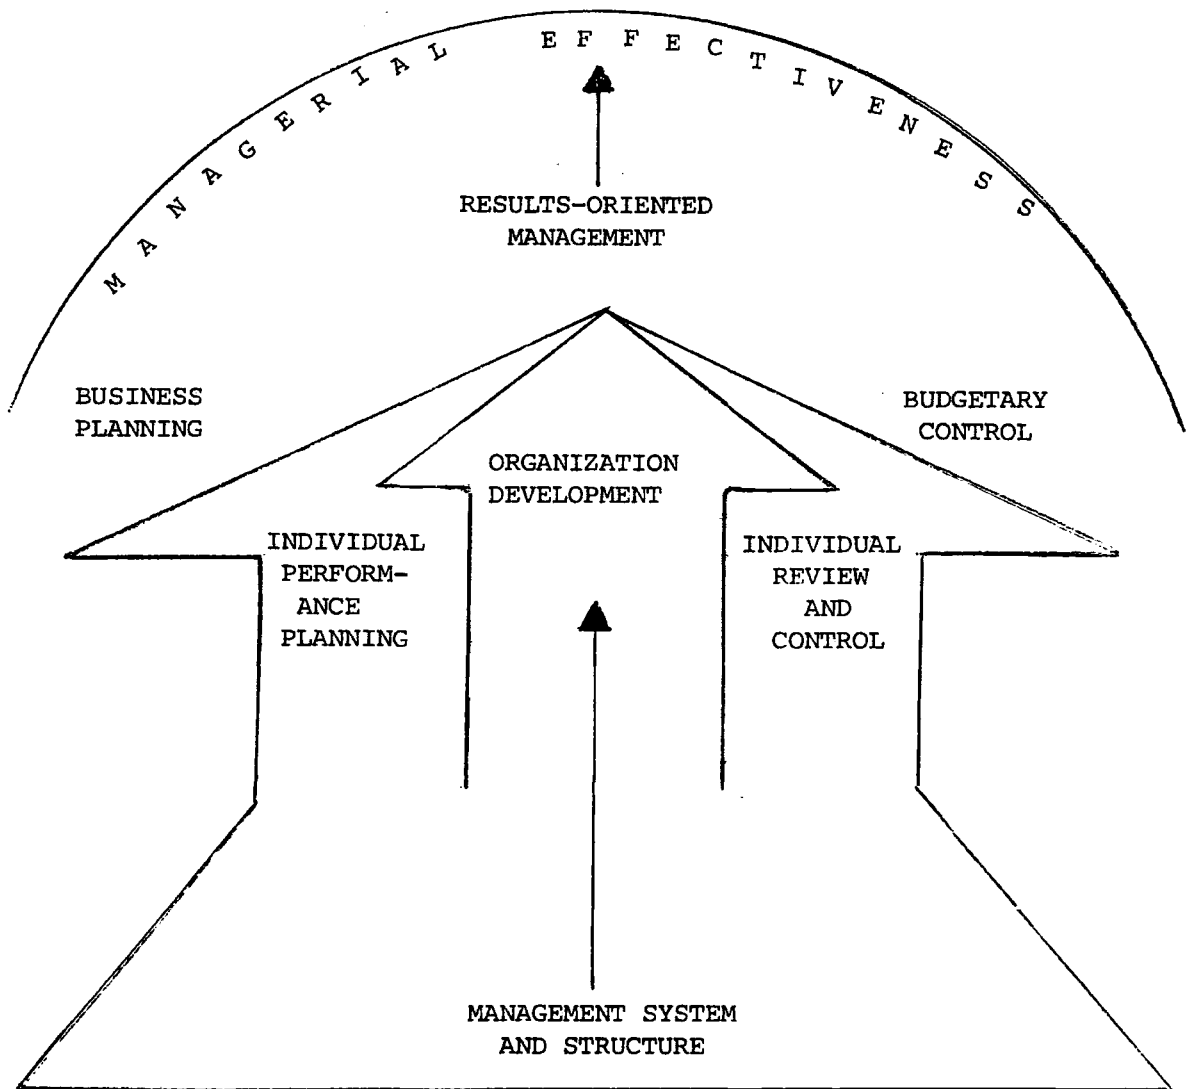 MANAGERIAL EFFECTIVENESS
RESULTS-ORIENTED
MANAGEMENT
BUSINESS
PLANNING
BUDGETARY
CONTROL
ORGANIZATION
DEVELOPMENT
INDIVIDUAL
PERFORM-
ANCE
PLANNING
INDIVIDUAL
REVIEW
AND
CONTROL
MANAGEMENT SYSTEM
AND STRUCTURE